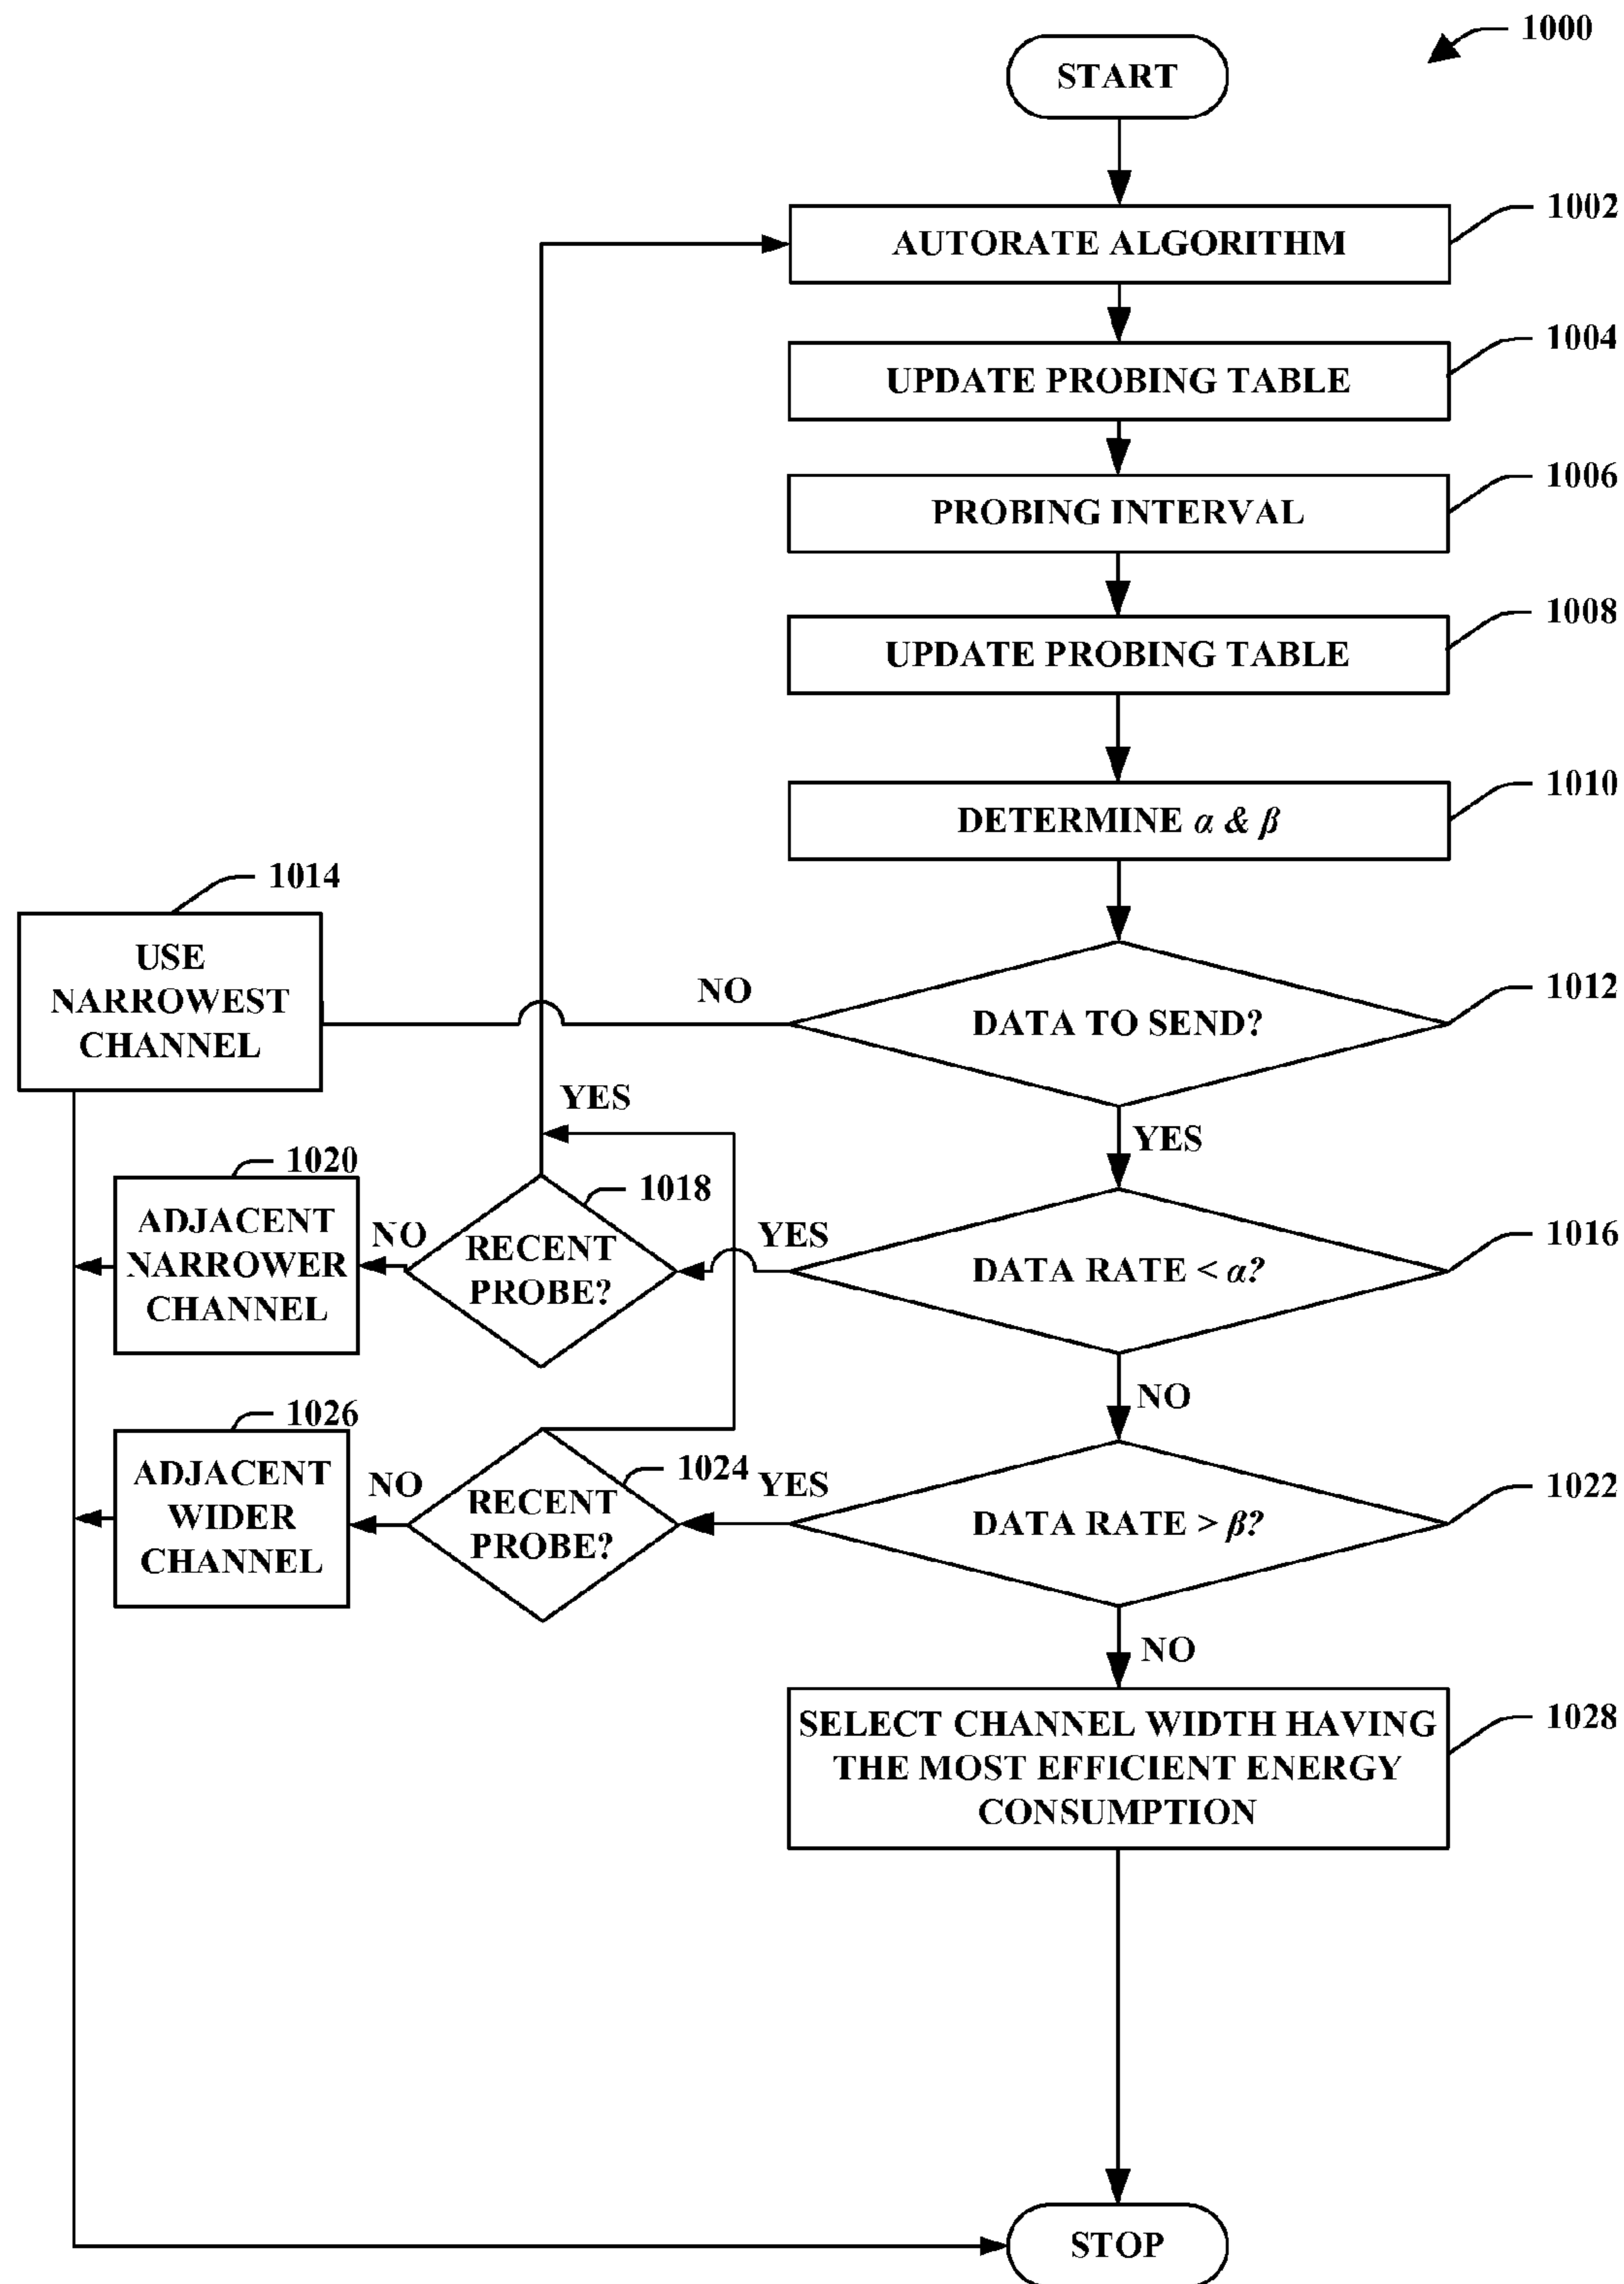 1000
START
1002
AUTORATE ALGORITHM
1004
UPDATE PROBING TABLE
1006
PROBING INTERVAL
1008
UPDATE PROBING TABLE
1010
DETERMINE α & β
1014
USE
NARROWEST
CHANNEL
NO
1012
DATA TO SEND?
YES
YES
1020
ADJACENT
NARROWER
CHANNEL
NO
1018
RECENT
PROBE?
YES
1016
DATA RATE < α?
NO
1026
ADJACENT
WIDER
CHANNEL
NO
1024
RECENT
PROBE?
YES
1022
DATA RATE > β?
NO
1028
SELECT CHANNEL WIDTH HAVING
THE MOST EFFICIENT ENERGY
CONSUMPTION
STOP